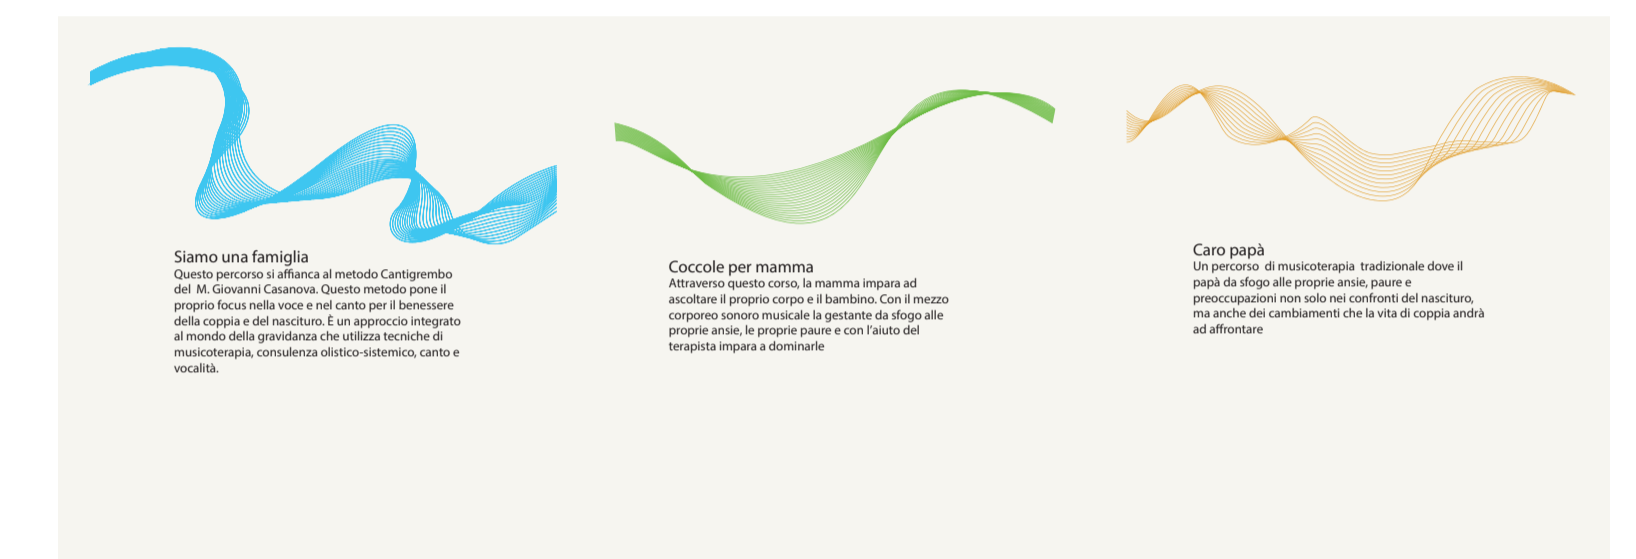 Siamo una famiglia
Questo percorso si affianca al metodo Cantigrembo
del  M. Giovanni Casanova. Questo metodo pone il
proprio focus nella voce e nel canto per il benessere
della coppia e del nascituro. È un approccio integrato
al mondo della gravidanza che utilizza tecniche di
musicoterapia, consulenza olistico-sistemico, canto e
vocalità.
Coccole per mamma
Attraverso questo corso, la mamma impara ad
ascoltare il proprio corpo e il bambino. Con il mezzo
corporeo sonoro musicale la gestante da sfogo alle
proprie ansie, le proprie paure e con l'aiuto del
terapista impara a dominarle
Caro papà
Un percorso  di musicoterapia  tradizionale dove il
papà da sfogo alle proprie ansie, paure e
preoccupazioni non solo nei confronti del nascituro,
ma anche dei cambiamenti che la vita di coppia andrà
ad affrontare